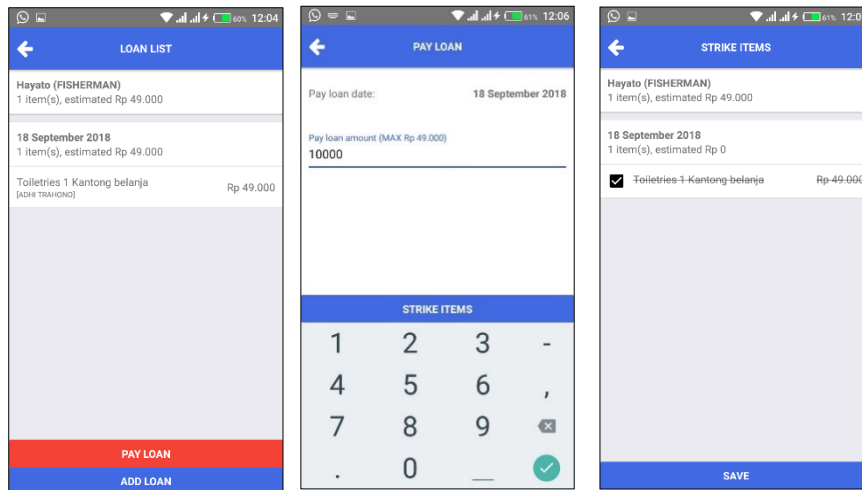 60% 12:04
LOAN LIST
Hayato (FISHERMAN)
1 item(s), estimated Rp 49.000
18 September 2018
1 item(s), estimated Rp 49.000
Toiletries 1 Kantong belanja Rp 49.000
[ADHI TRAHONO]
PAY LOAN
ADD LOAN
61% 12:06
PAY LOAN
Pay loan date: 18 September 2018
Pay loan amount (MAX Rp 49.000)
10000
STRIKE ITEMS
1 2 3 -
4 5 6 ,
7 8 9
. 0 _
61% 12:0
STRIKE ITEMS
Hayato (FISHERMAN)
1 item(s), estimated Rp 49.000
18 September 2018
1 item(s), estimated Rp 0
Toiletries 1 Kantong belanja Rp 49.000
SAVE